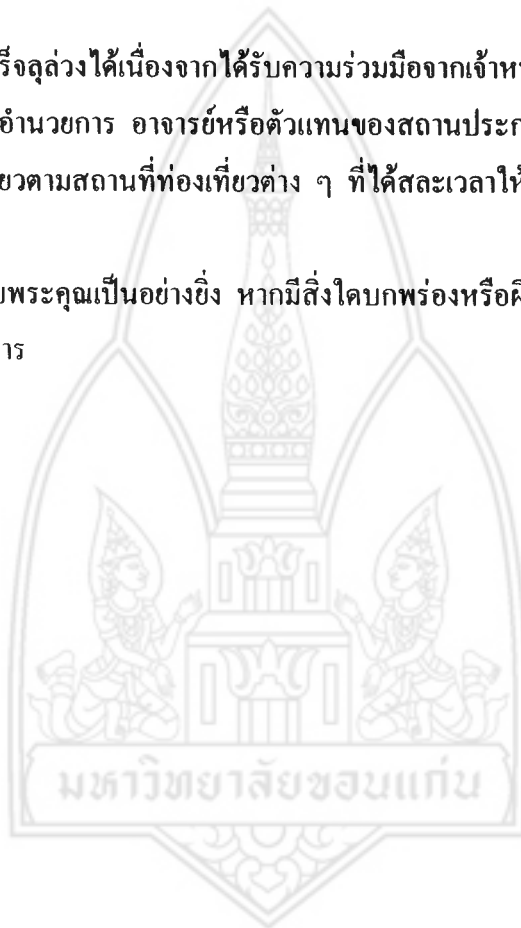 ร็จลุล่วงได้เนื่องจากได้รับความร่วมมือจากเจ้าห
อำนวยการ อาจารย์หรือตัวแทนของสถานประก
ยวตามสถานที่ท่องเที่ยวต่าง ๆ ที่ได้สละเวลาให้
พระคุณเป็นอย่างยิ่ง หากมีสิ่งใดบกพร่องหรือผิ
าร
มหาวิทยาลัยขอนแก่น